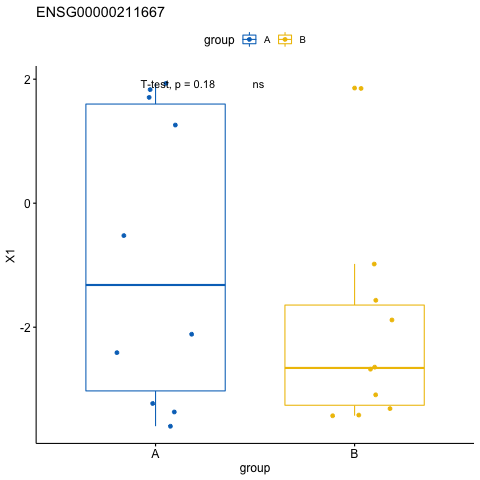 ENSG00000211667
group A B
T-test, p = 0.18 ns
2
0
-2
X1
A B
group